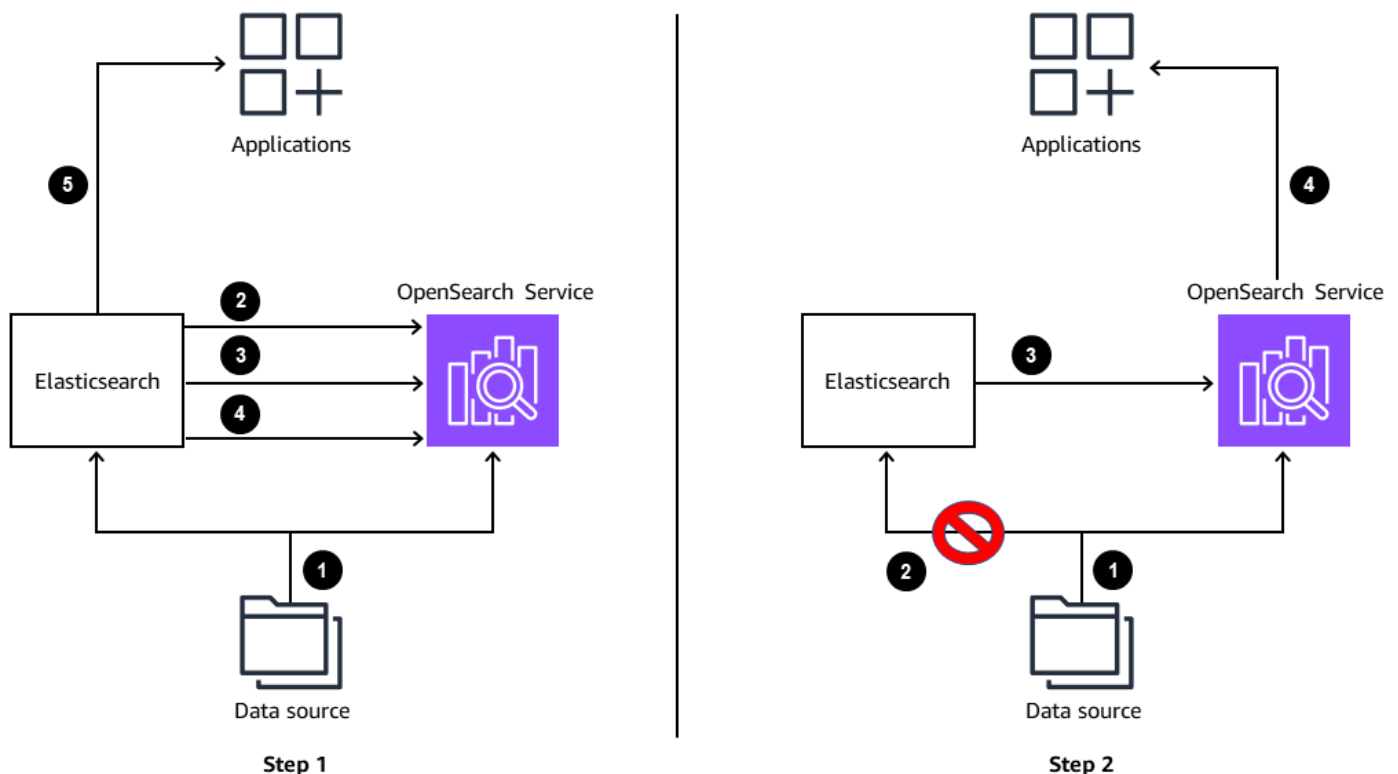 Applications
5
2
OpenSearch Service
3
Elasticsearch
4
1
Data source
Step 1
Applications
4
OpenSearch Service
3
Elasticsearch
2
1
Data source
Step 2